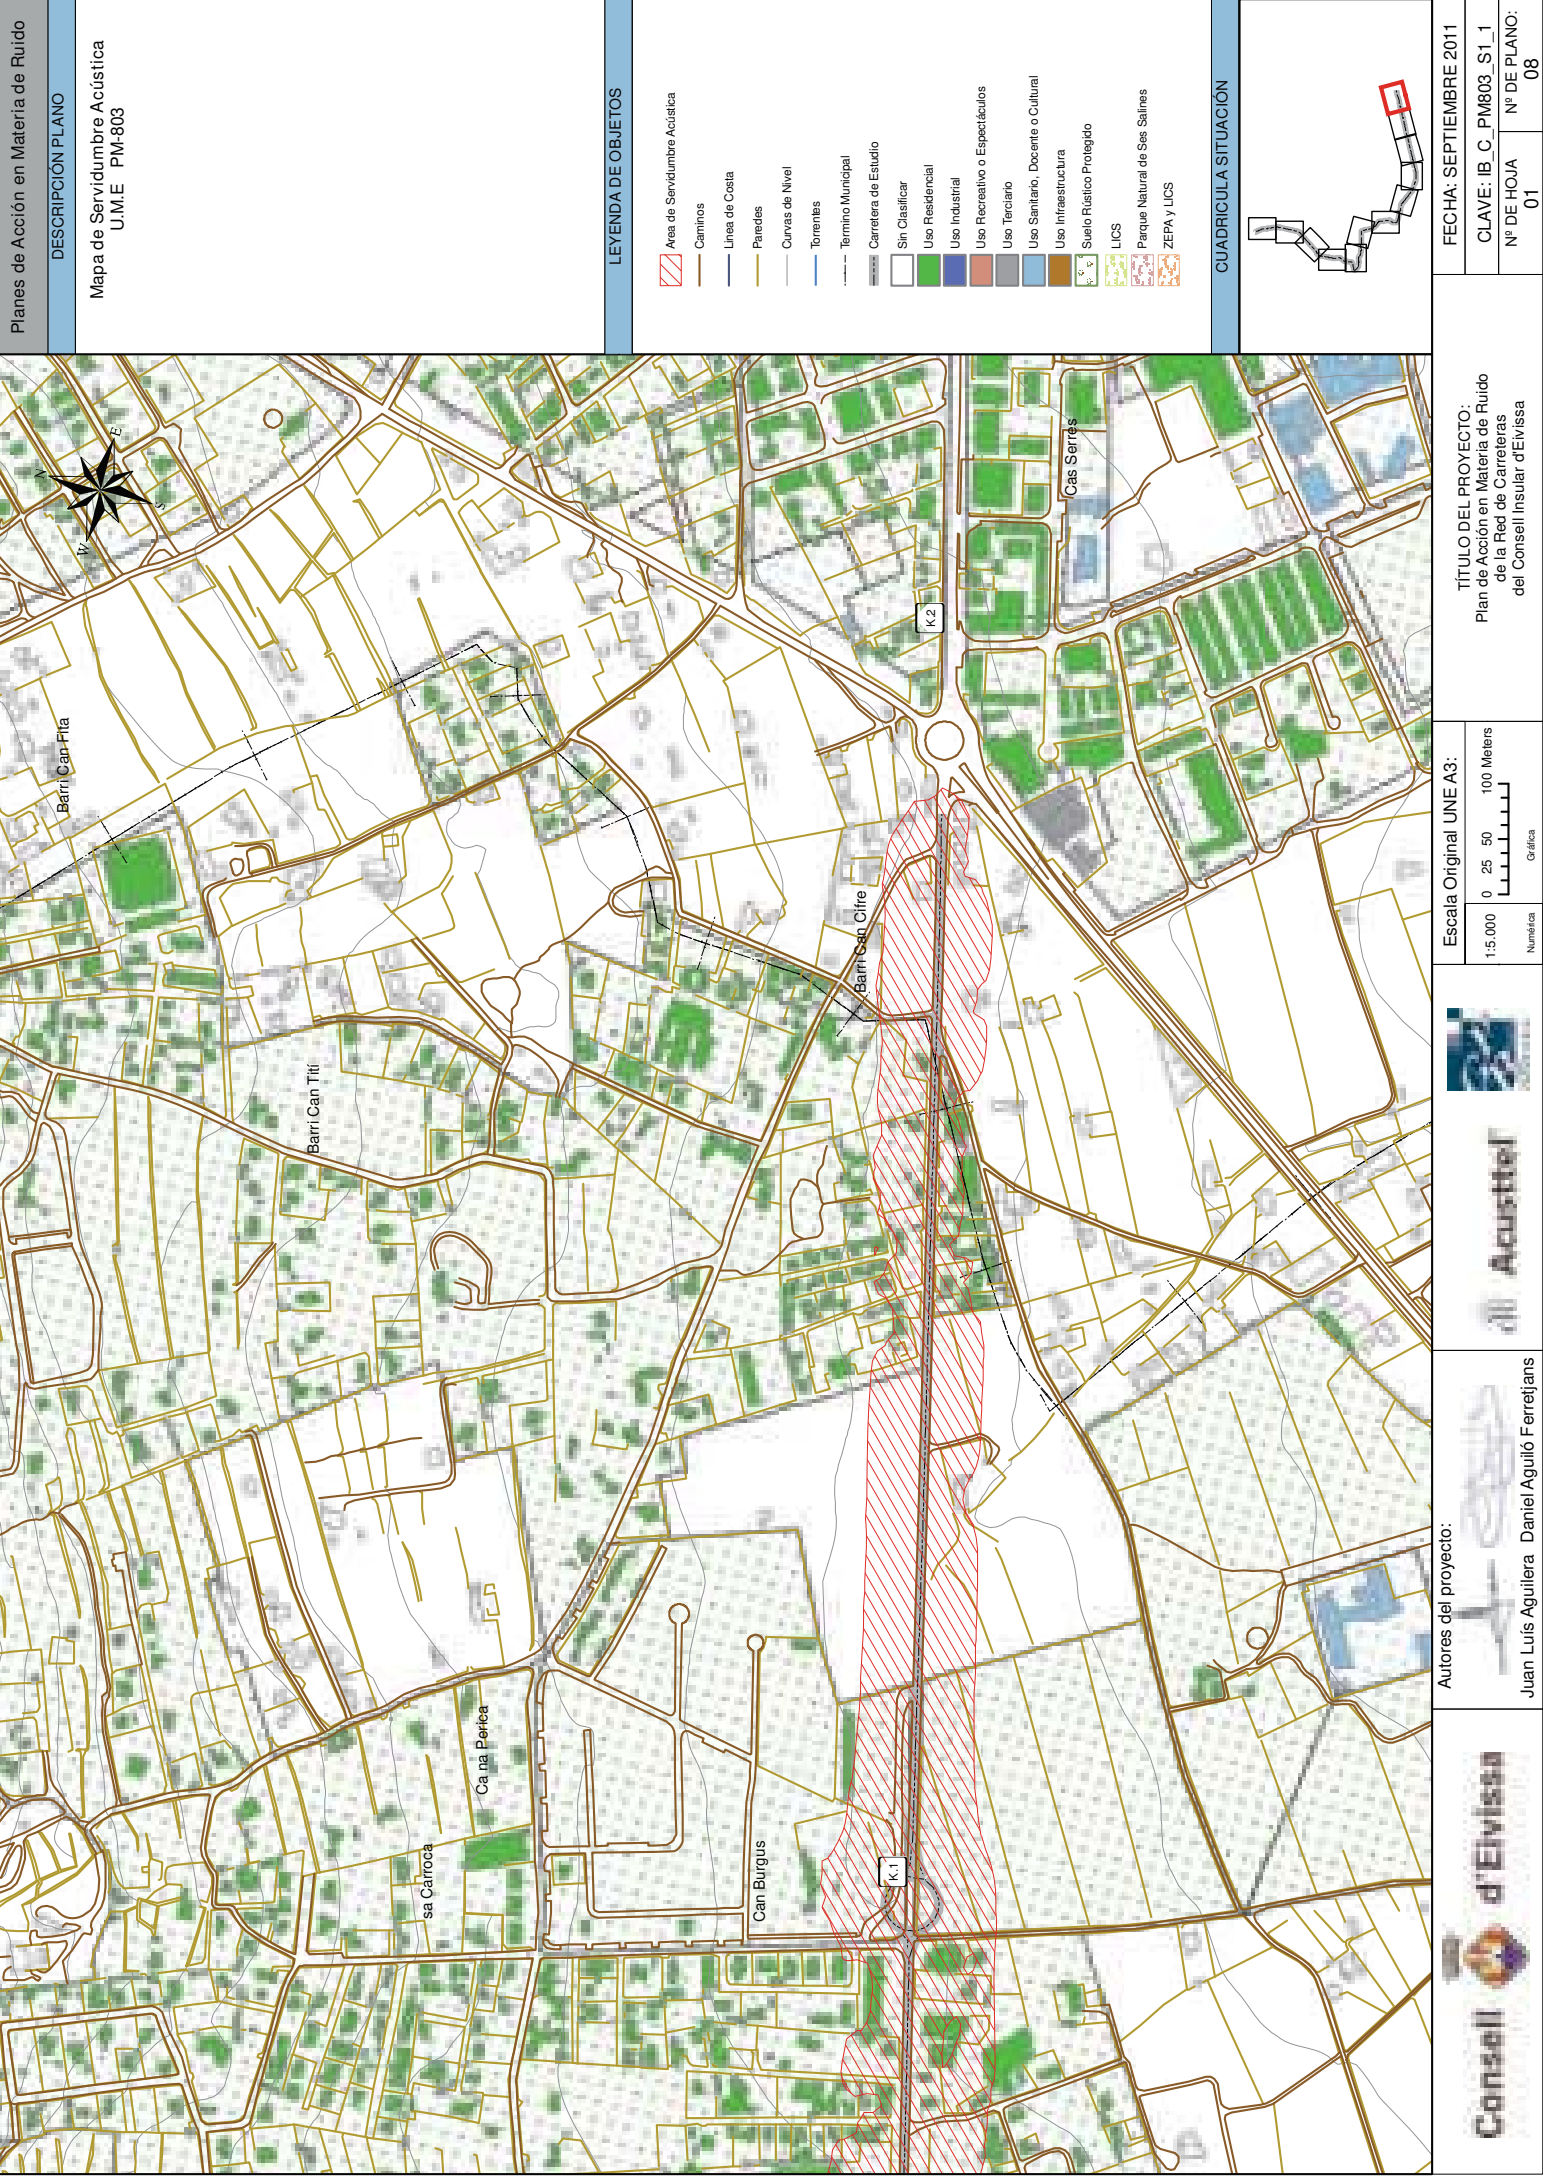 Planes de Acción en Materia de Ruido
DESCRIPCIÓN PLANO
Mapa de Servidumbre Acústica
U.M.E   PM-803
LEYENDA DE OBJETOS
Area de Servidumbre Acústica
Caminos
Linea de Costa
Paredes
Curvas de Nivel
Torrentes
Termino Municipal
Carretera de Estudio
Sin Clasificar
Uso Residencial
Uso Industrial
Uso Recreativo o Espectáculos
Uso Terciario
Uso Sanitario, Docente o Cultural
Uso Infraestructura
Suelo Rústico Protegido
LICS
Parque Natural de Ses Salines
ZEPA y LICS
CUADRICULA SITUACIÓN
N
E
S
W
Barri Can Fita
Barri Can Tití
Barri Can Cifre
Cas Serres
Ca na Perica
sa Carroca
Can Burgus
K.1
K.2
Consell d'Eivissa
Autores del proyecto:
Juan Luís Aguilera   Daniel Aguiló Ferretjans
Acusttel
Escala Original UNE A3:
1:5.000
Numérica
0   25   50   100 Meters
Gráfica
TÍTULO DEL PROYECTO:
Plan de Acción en Materia de Ruido
de la Red de Carreteras
del Consell Insular d'Eivissa
FECHA: SEPTIEMBRE 2011
CLAVE: IB_C_PM803_S1_1
Nº DE HOJA
01
Nº DE PLANO:
08